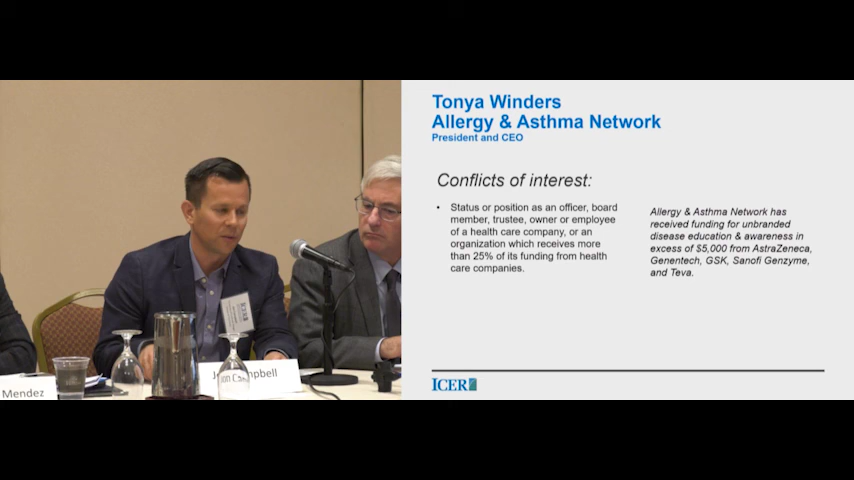 Tonya Winders
Allergy & Asthma Network
President and CEO
Conflicts of interest:
• Status or position as an officer, board
member, trustee, owner or employee
of a health care company, or an
organization which receives more
than 25% of its funding from health
care companies.
Allergy & Asthma Network has
received funding for unbranded
disease education & awareness in
excess of $5,000 from AstraZeneca,
Genentech, GSK, Sanofi Genzyme,
and Teva.
ICER
ICER
Mendez
Campbell